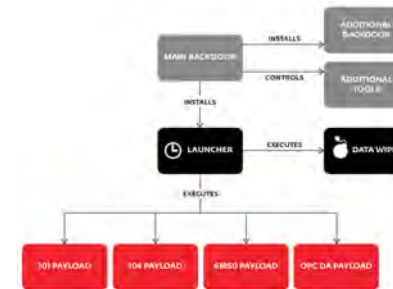 ADDITIONAL
BACKDOOR
INSTALLS
MAIN BACKDOOR
CONTROLS
ADDITIONAL
TOOLS
INSTALLS
LAUNCHER
EXECUTES
DATA WIP
EXECUTES
101 PAYLOAD
104 PAYLOAD
61850 PAYLOAD
OPC DA PAYLOAD